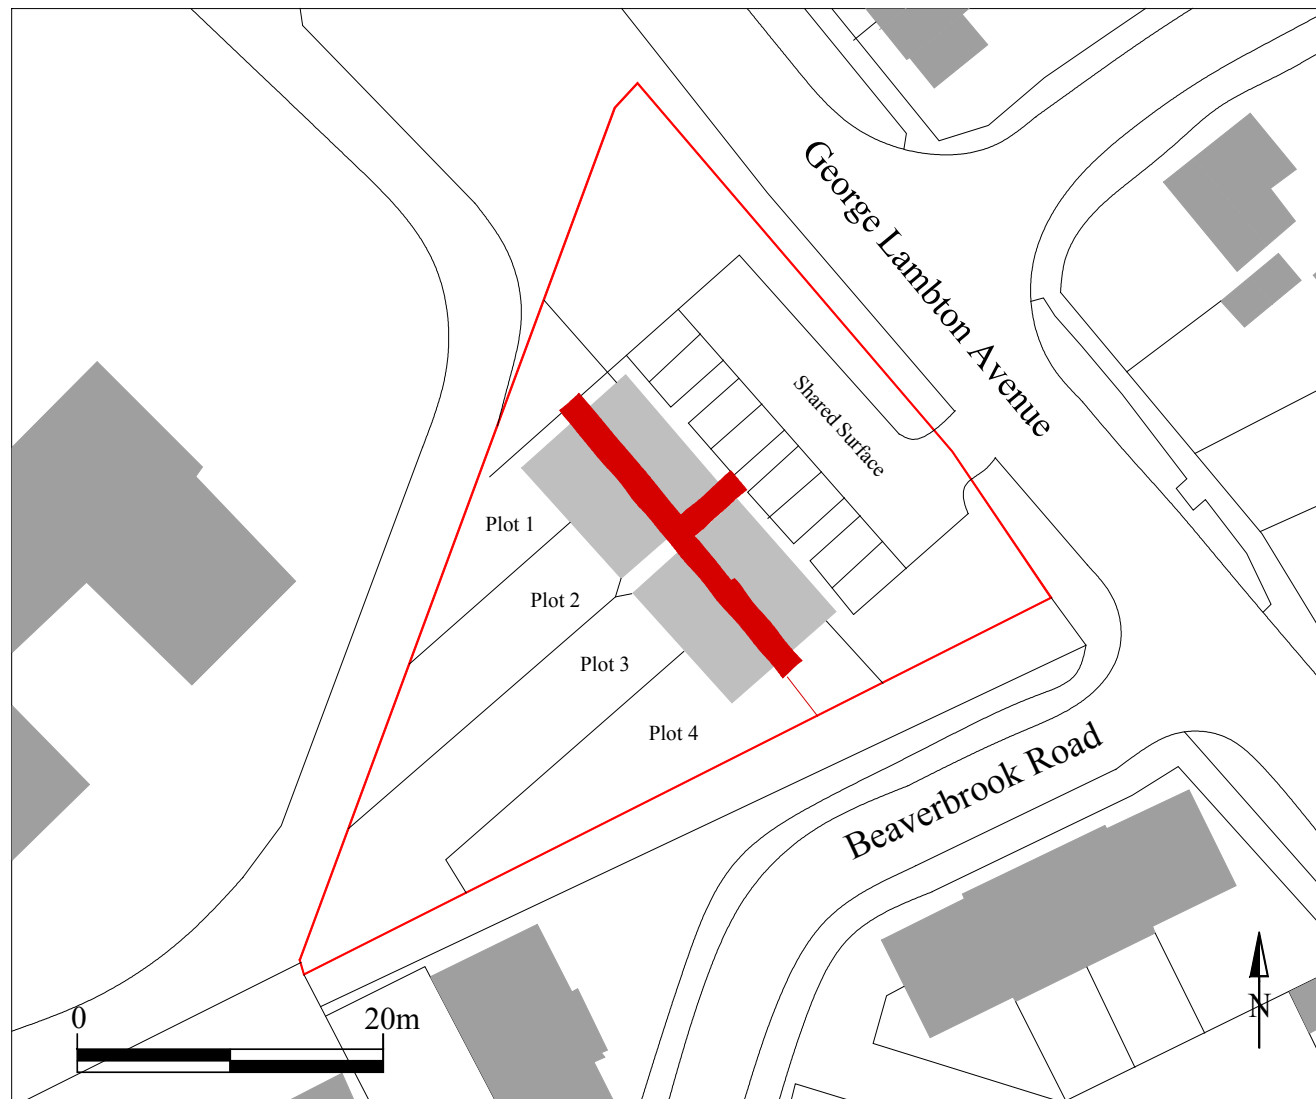 George Lambton Avenue
Shared Surface
Plot 1
Plot 2
Plot 3
Plot 4
Beaverbrook Road
0 20m
N